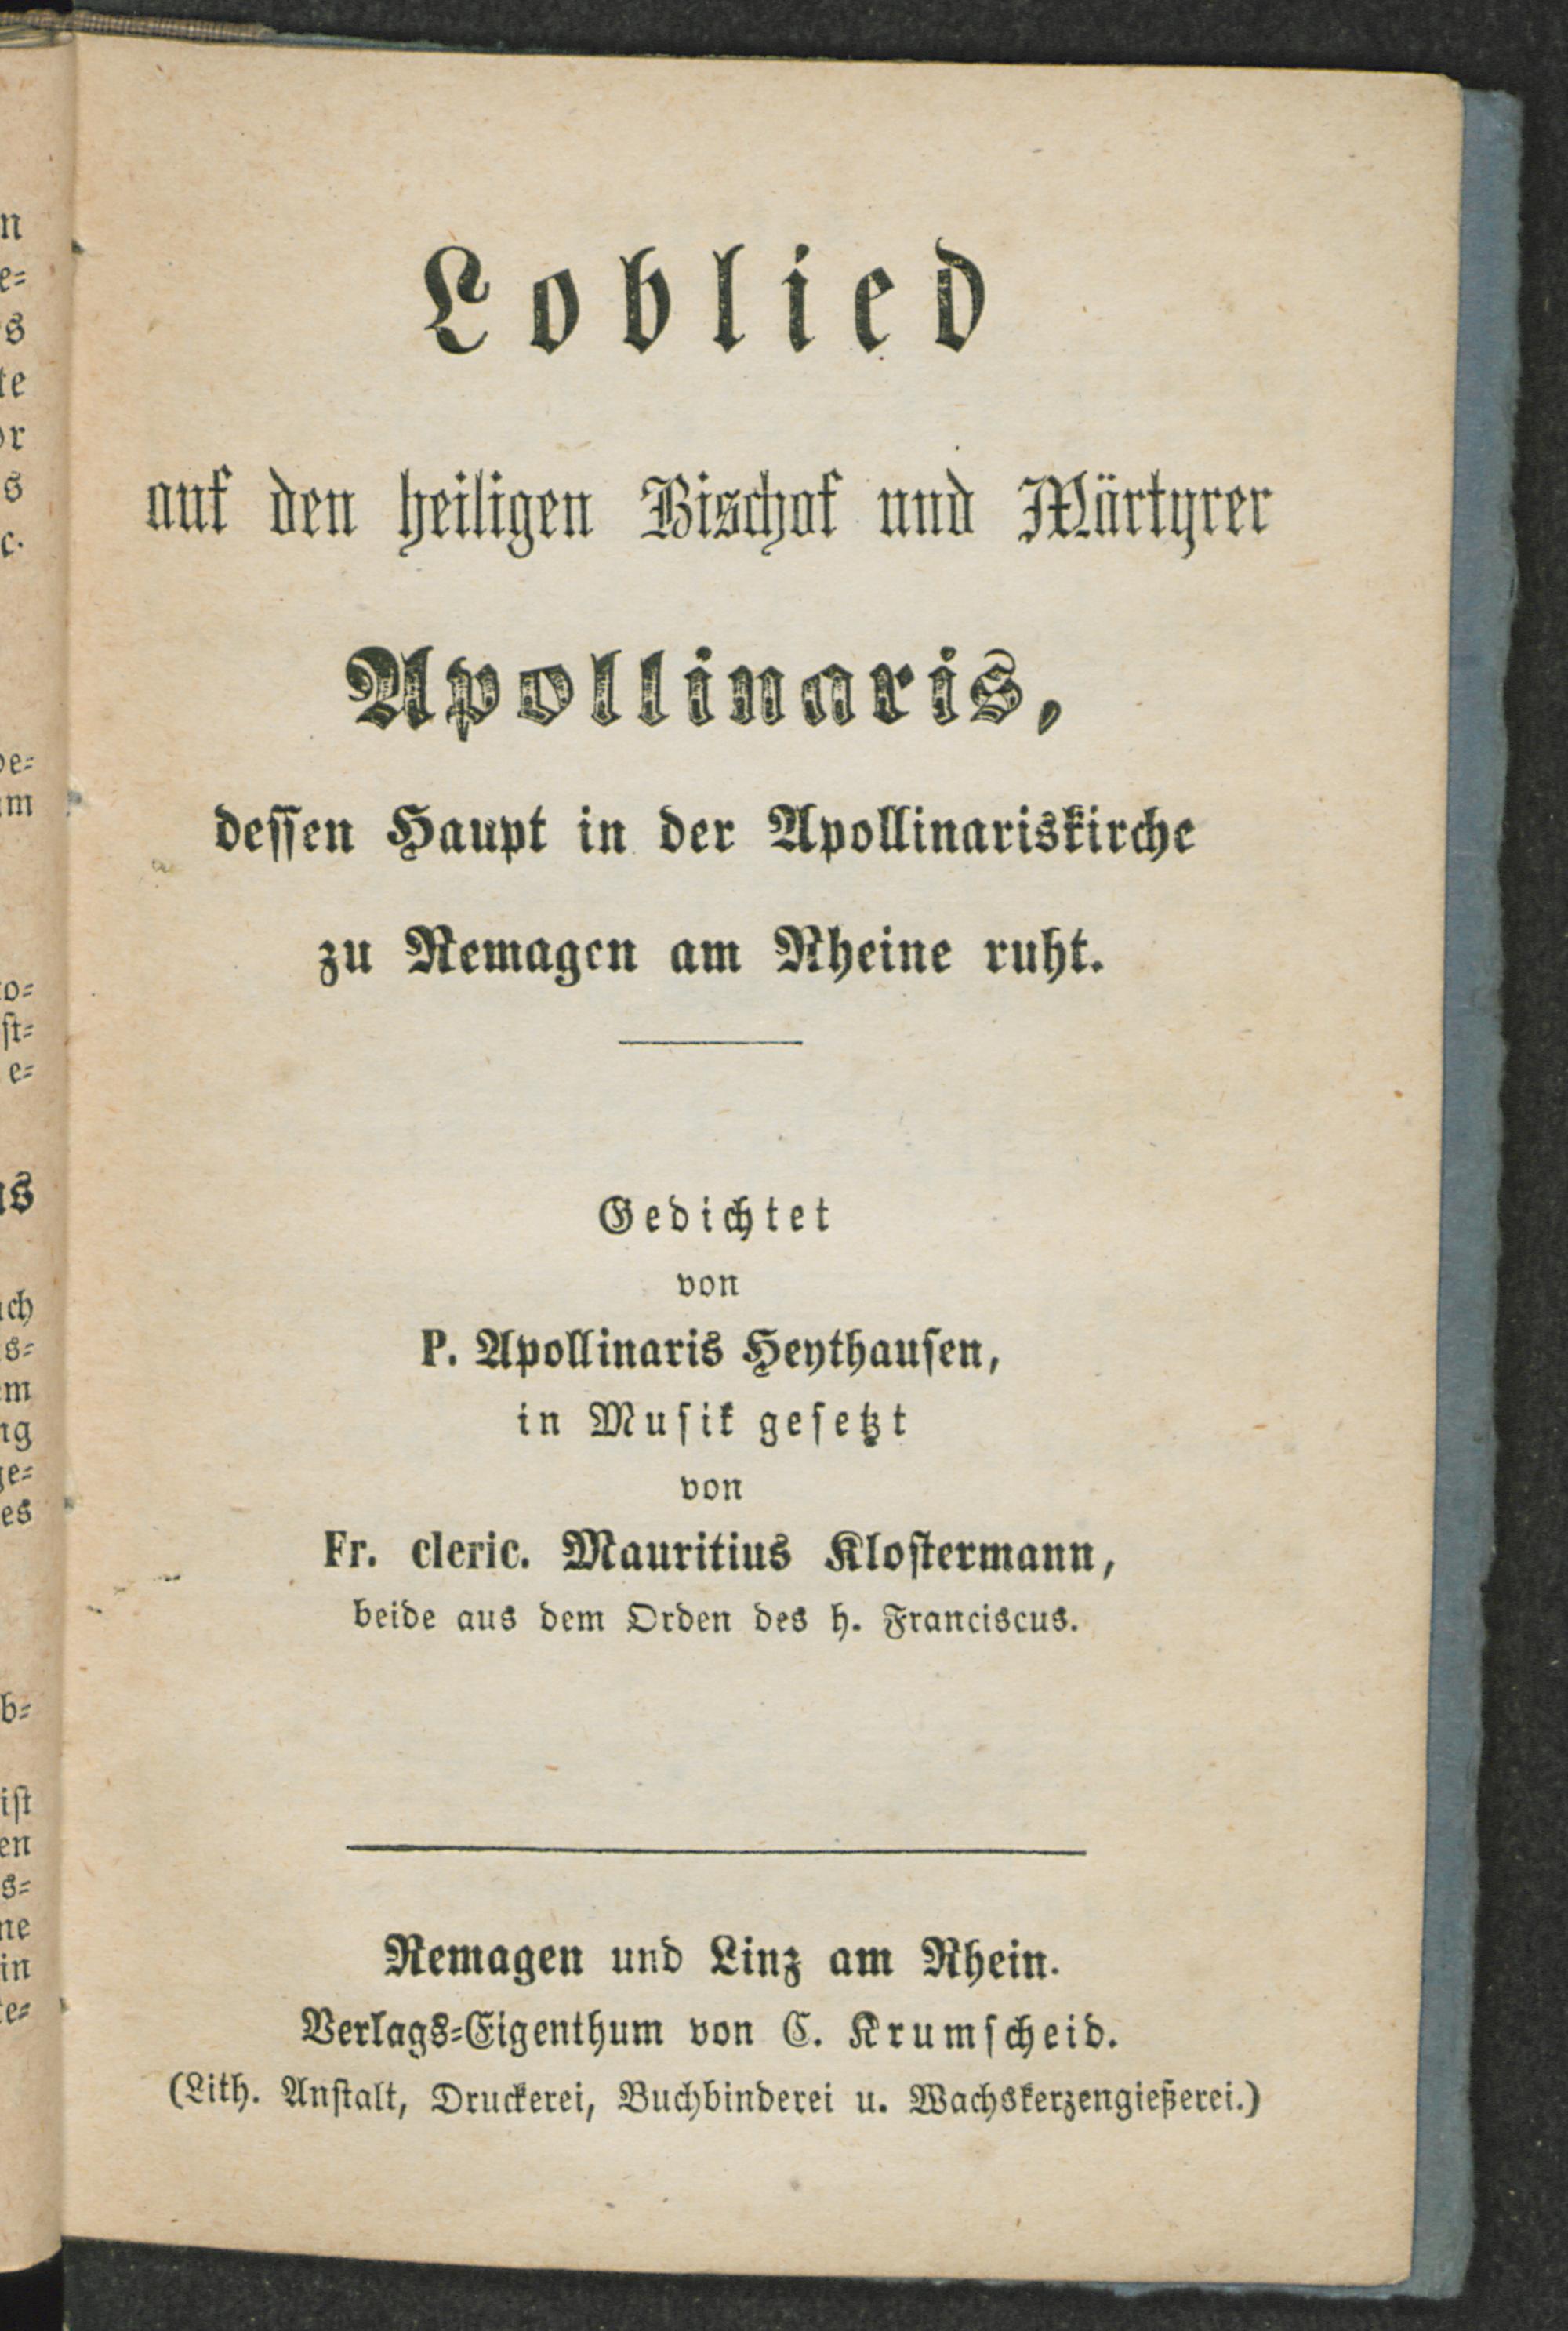 Loblied
auf den heiligen Bischof und Märtyrer
Apollinaris,
dessen Haupt in der Apollinariskirche
zu Remagen am Rheine ruht.
Gedichtet
von
P. Apollinaris Heythausen,
in Musik gesetzt
von
Fr. cleric. Mauritius Klostermann,
beide aus dem Orden des h. Franciscus.
Remagen und Linz am Rhein.
Verlags-Eigenthum von C. Krumscheid.
(Lith. Anstalt, Druckerei, Buchbinderei u. Wachskerzengießerei.)